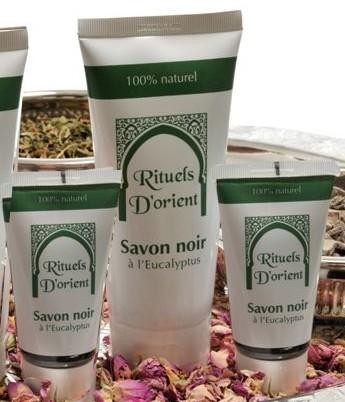 100% naturel
Rituels
D'orient
Savon noir
à l'Eucalyptus
100% naturel
Rituels
D'orient
Savon noir
à l'Eucalyptus
100% naturel
Rituels
D'orient
Savon noir
à l'Eucalyptus